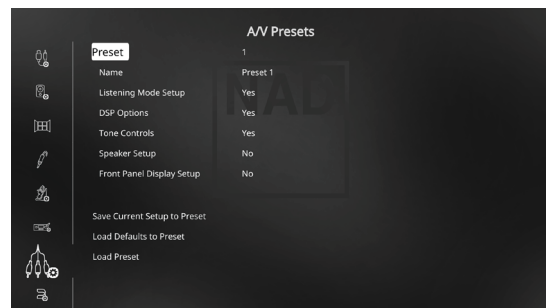 A/V Presets
Preset 1
Name Preset 1
Listening Mode Setup Yes
DSP Options Yes
Tone Controls Yes
Speaker Setup No
Front Panel Display Setup No
Save Current Setup to Preset
Load Defaults to Preset
Load Preset
NAD